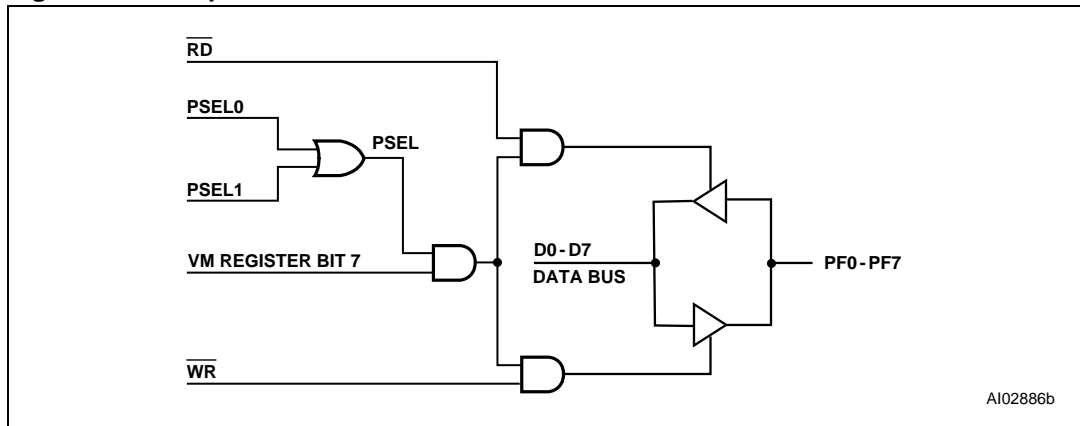 RD
PSEL0
PSEL
PSEL1
D0 - D7
VM REGISTER BIT 7
PF0 - PF7
DATA BUS
WR
AI02886b